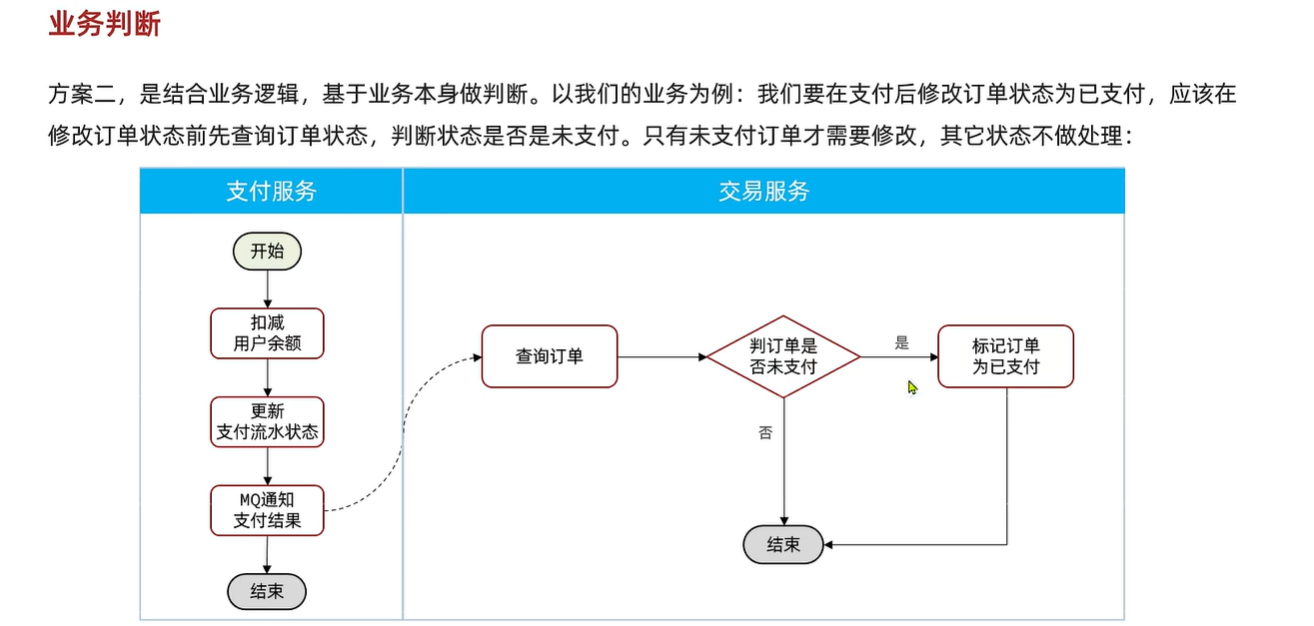 业务判断
方案二，是结合业务逻辑，基于业务本身做判断。以我们的业务为例：我们要在支付后修改订单状态为已支付，应该在
修改订单状态前先查询订单状态，判断状态是否是未支付。只有未支付订单才需要修改，其它状态不做处理：
支付服务
交易服务
开始
扣减
用户余额
更新
支付流水状态
MQ通知
支付结果
结束
查询订单
判订单是
否未支付
是
标记订单
为已支付
否
结束